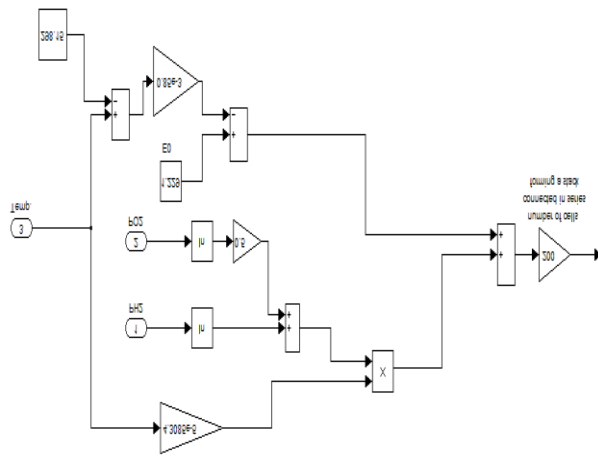 298.15
-
+
0.85e-3
-
+
E0
1.229
Temp.
3
PO2
2
ln
0.5
PH2
1
ln
+
+
X
4.3085e-5
+
+
200
forming a stack
connected in series
number of cells